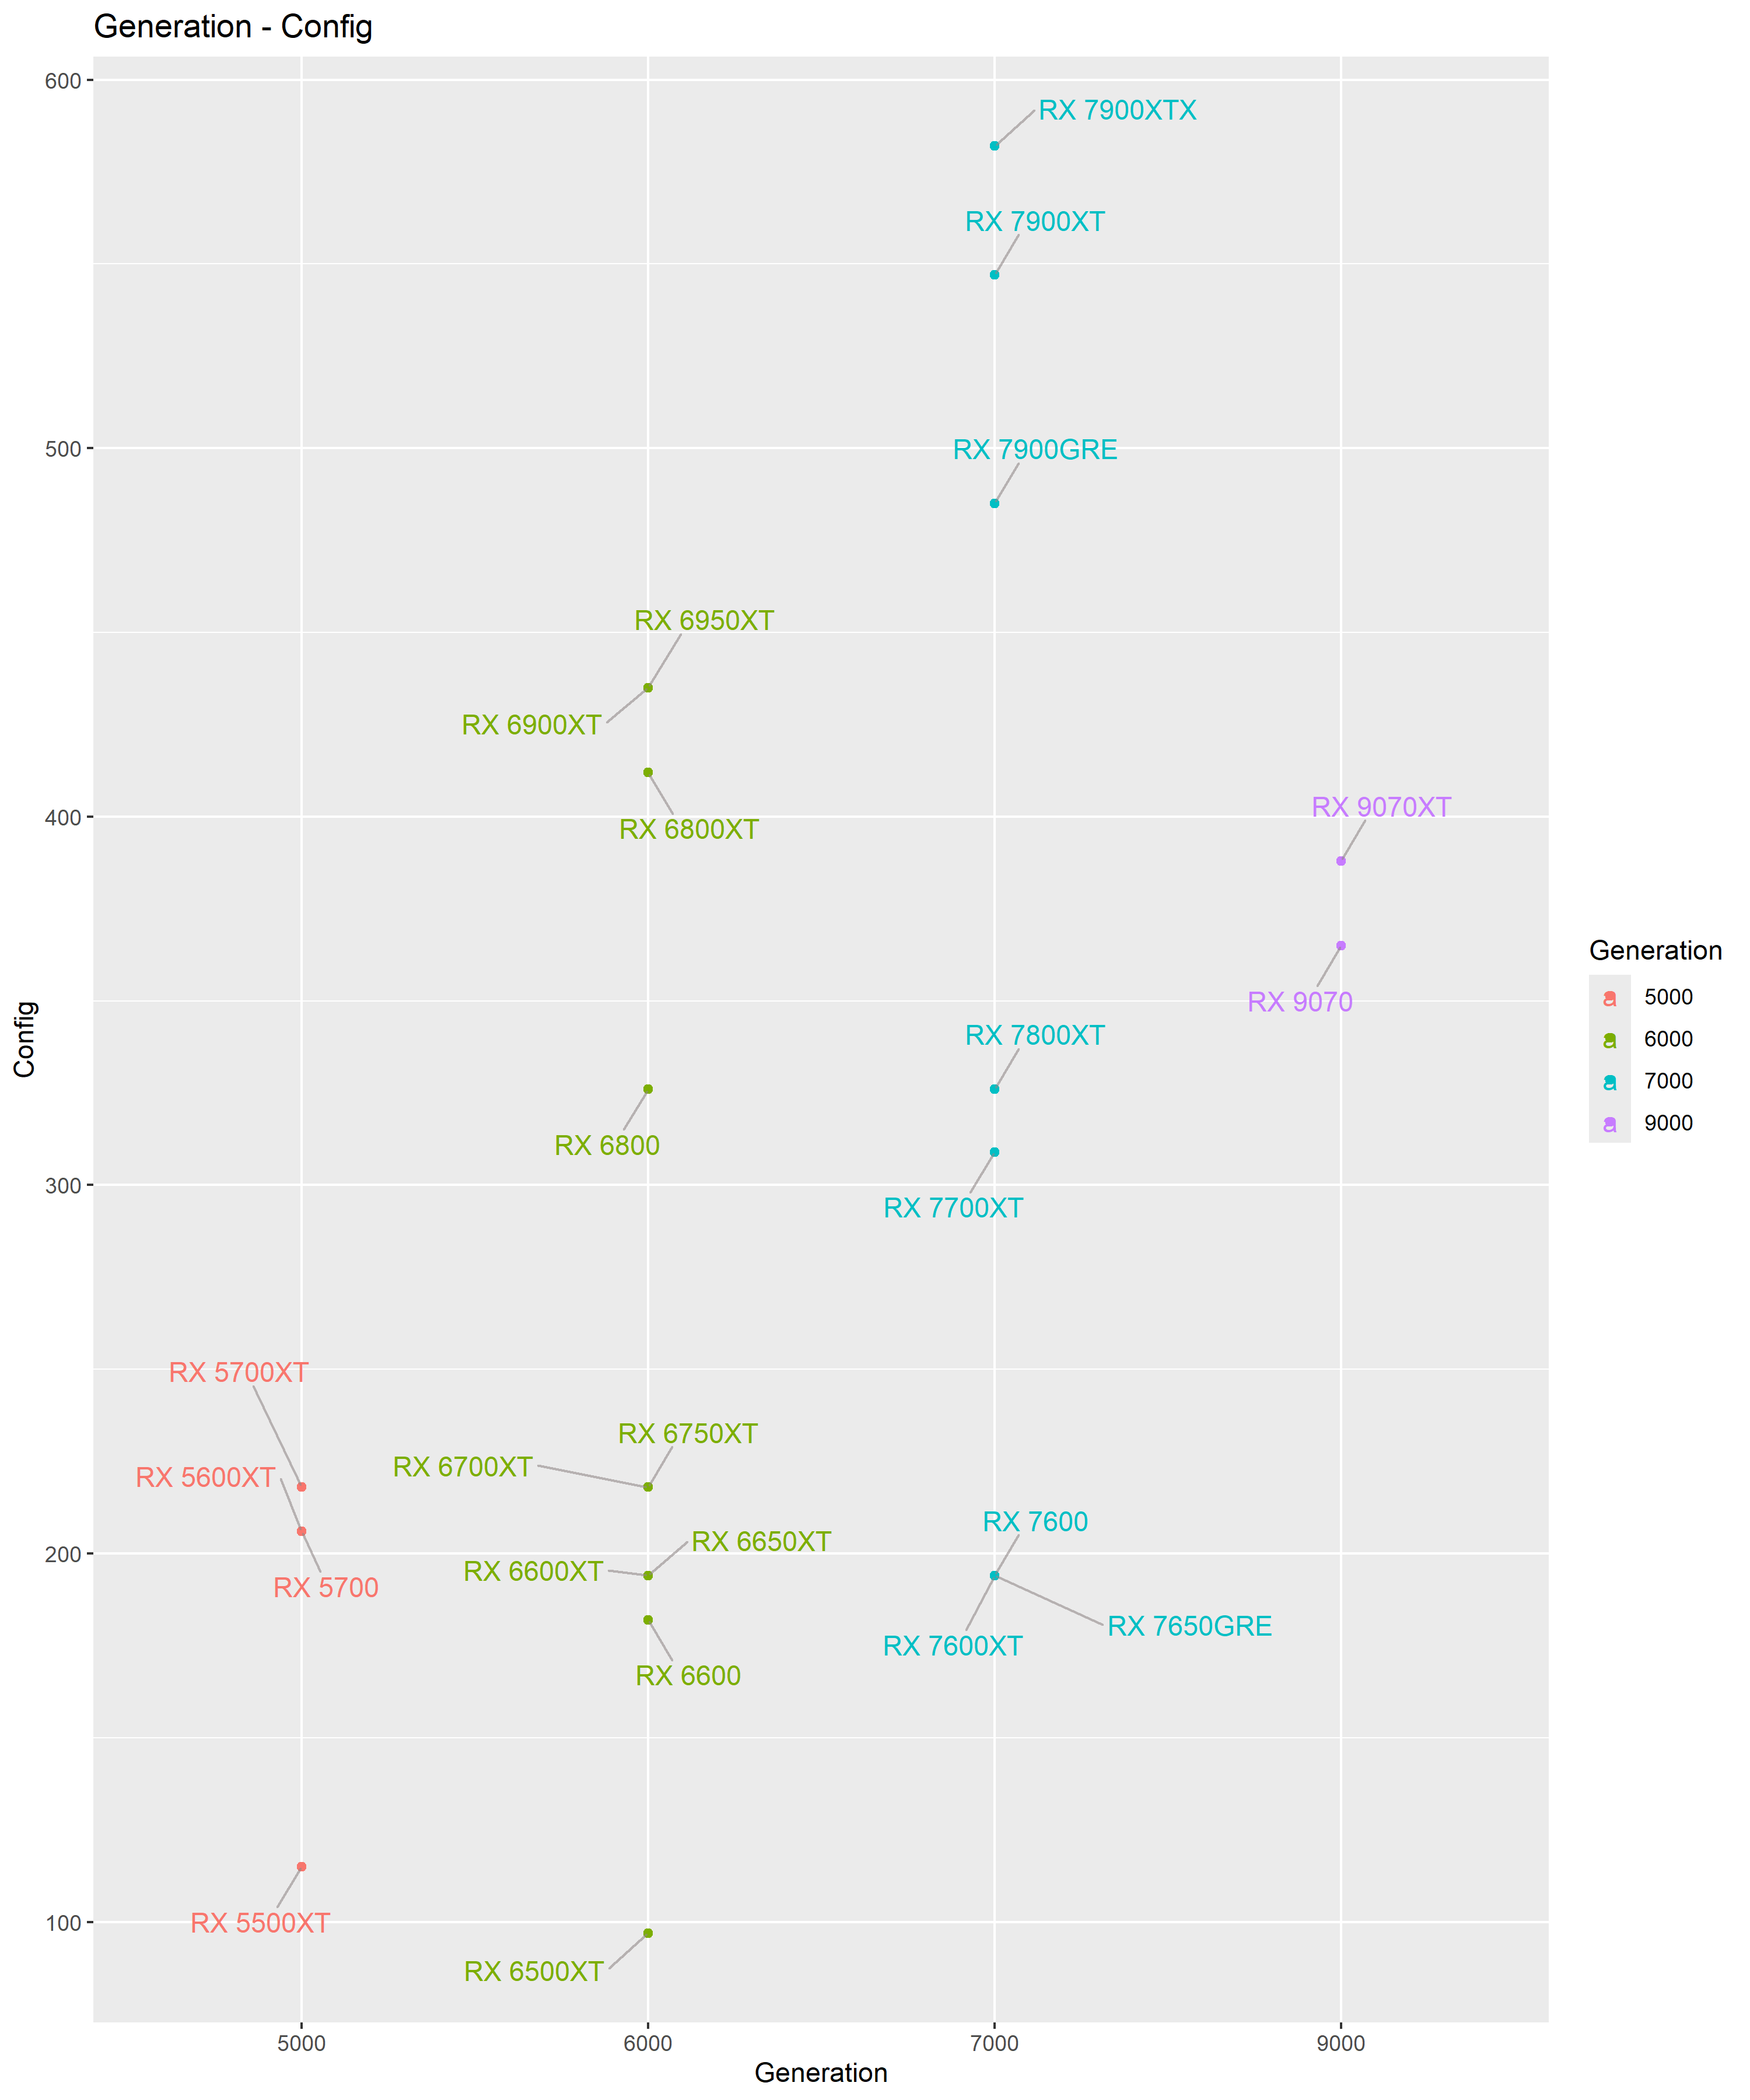 Generation - Config
600
RX 7900XTX
RX 7900XT
500
RX 7900GRE
RX 6950XT
RX 6900XT
400
RX 6800XT
RX 9070XT
RX 9070
RX 7800XT
RX 6800
300
RX 7700XT
RX 5700XT
RX 6750XT
RX 6700XT
RX 5600XT
RX 7600
RX 6650XT
200
RX 6600XT
RX 5700
RX 7650GRE
RX 7600XT
RX 6600
100
RX 5500XT
RX 6500XT
Config
5000
6000
7000
9000
Generation
Generation
a 5000
a 6000
a 7000
a 9000